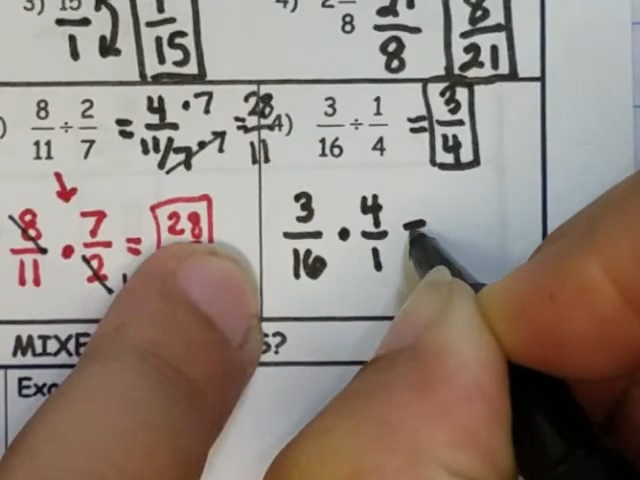 3) 15/1 1/15
4) 2 /8 21/8 8/21
) 8/11 ÷ 2/7 = 4/11/7 · 7 · 7 = 28/11
4) 3/16 ÷ 1/4 = 3/4
8/11 · 7/2 = 28
3/16 · 4/1 =
MIXE S?
Exa